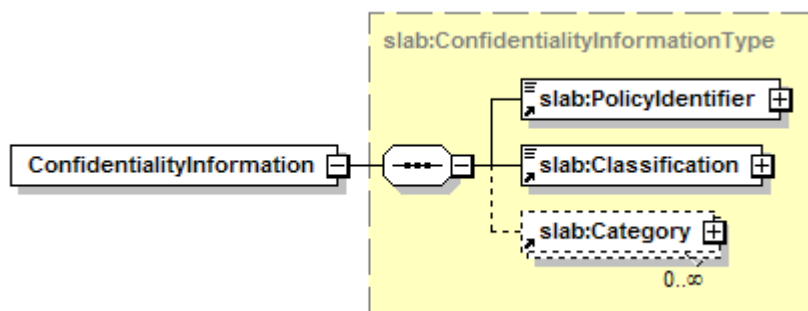 slab:ConfidentialityInformationType
slab:PolicyIdentifier
ConfidentialityInformation
slab:Classification
slab:Category
0..∞